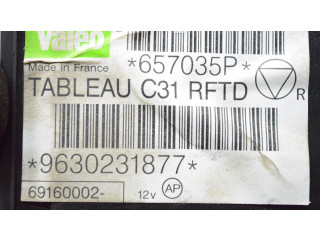 Valeo
Made in France
*657035P*
TABLEAU C31 RFTD
R
*9630231877*
69160002-
12v
AP